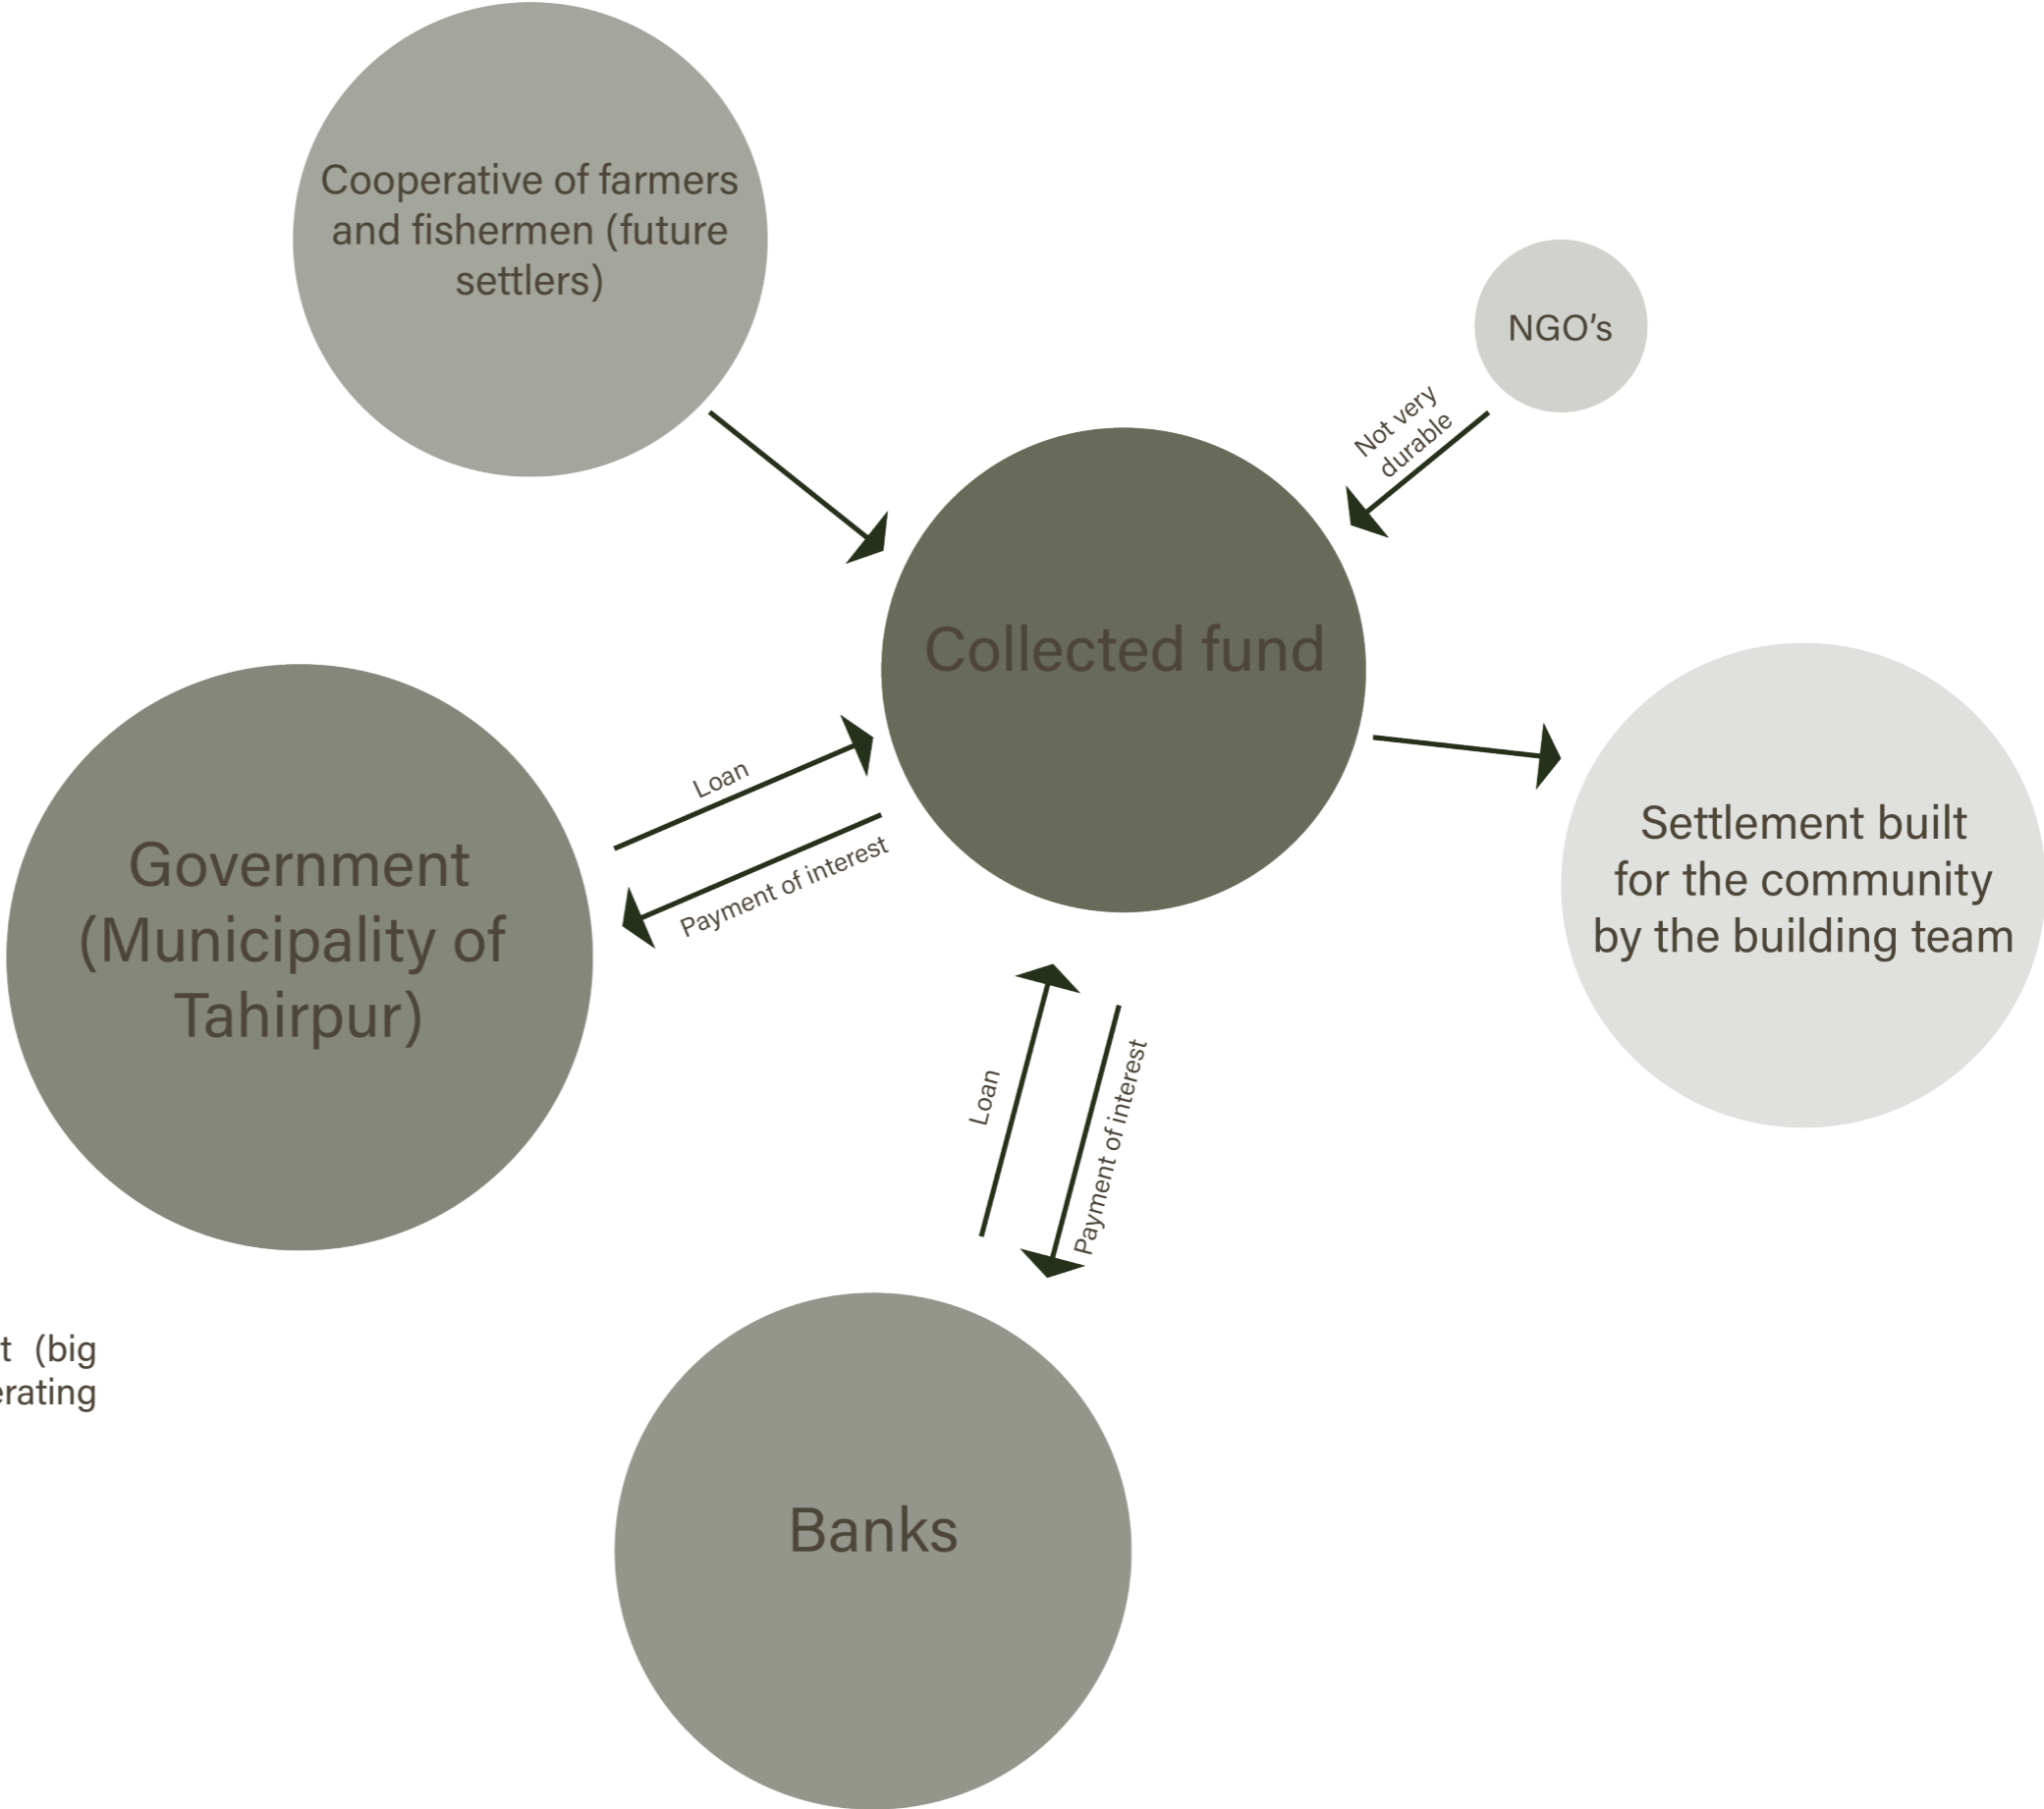 Cooperative of farmers
and fishermen (future
settlers)
NGO’s
Not very
durable
Collected fund
Loan
Payment of interest
Government
(Municipality of
Tahirpur)
Settlement built
for the community
by the building team
Loan
Payment of interest
t (big
erating
Banks